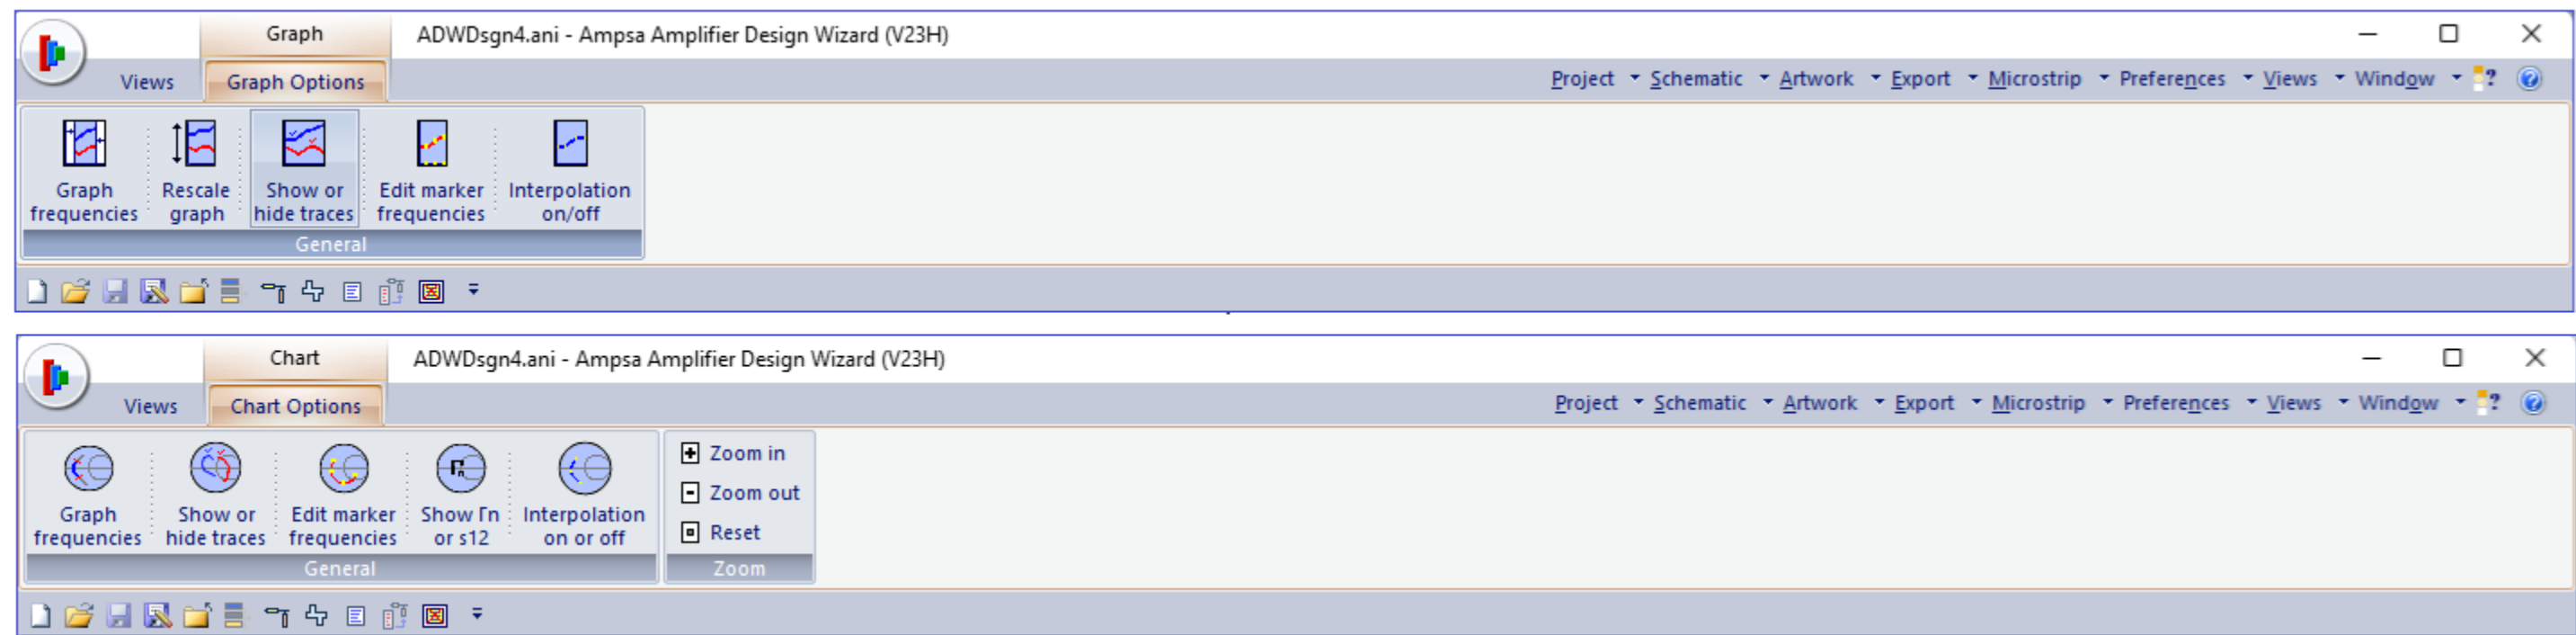 Graph
ADWDsgn4.ani - Ampsa Amplifier Design Wizard (V23H)
Views Graph Options Project Schematic Artwork Export Microstrip Preferences Views Window
Graph frequencies
Rescale graph
Show or hide traces
Edit marker frequencies
Interpolation on/off
General
Chart
ADWDsgn4.ani - Ampsa Amplifier Design Wizard (V23H)
Views Chart Options Project Schematic Artwork Export Microstrip Preferences Views Window
Graph frequencies
Show or hide traces
Edit marker frequencies
Show Γn or s12
Interpolation on or off
General
Zoom in
Zoom out
Reset
Zoom